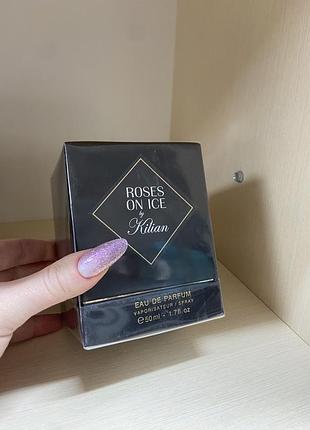 ROSES
ON ICE
by
Kilian
EAU DE PARFUM
VAPORISATEUR / SPRAY
℮50ml - 1.7fl oz